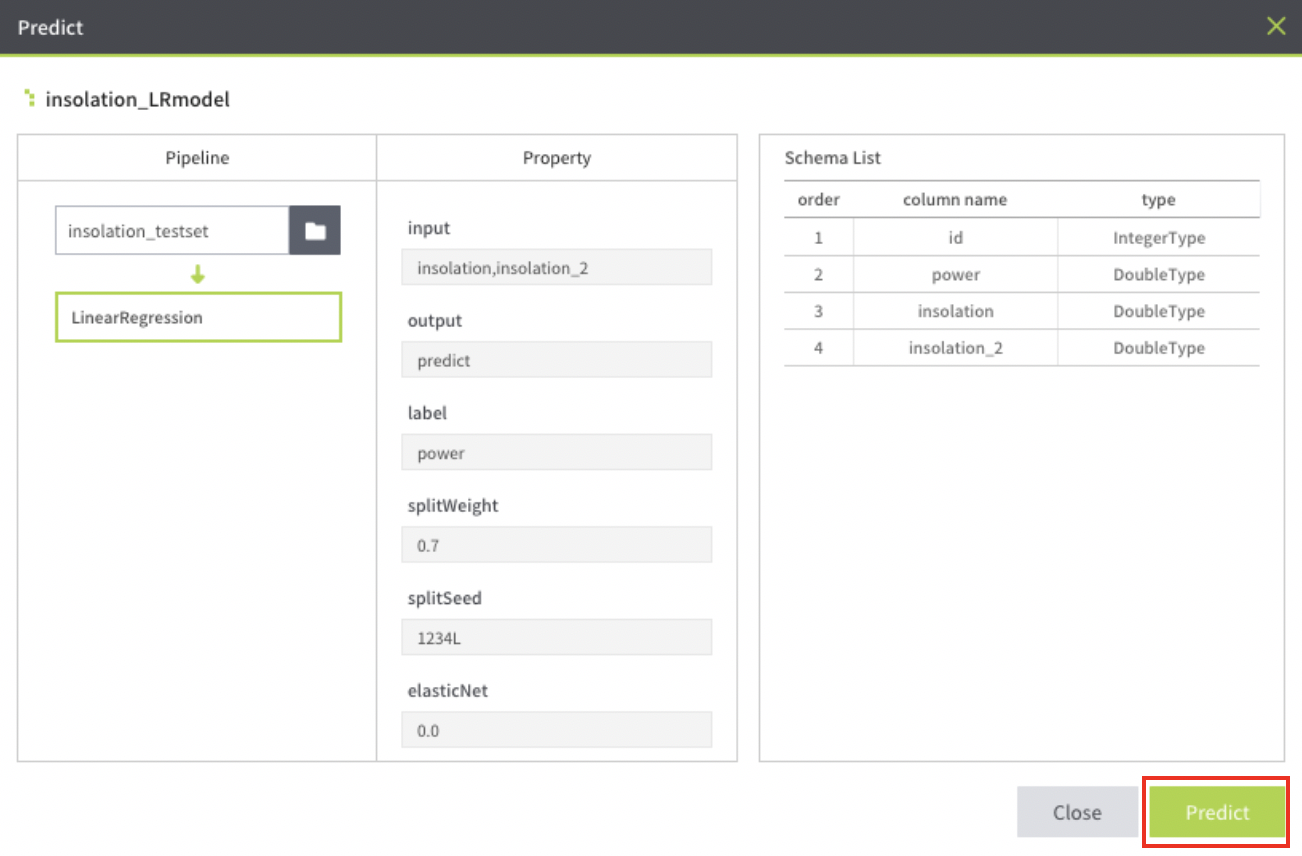 Predict
insolation_LRmodel
Pipeline
insolation_testset
LinearRegression
Property
input
insolation,insolation_2
output
predict
label
power
splitWeight
0.7
splitSeed
1234L
elasticNet
0.0
Schema List
order column name type
1 id IntegerType
2 power DoubleType
3 insolation DoubleType
4 insolation_2 DoubleType
Close Predict